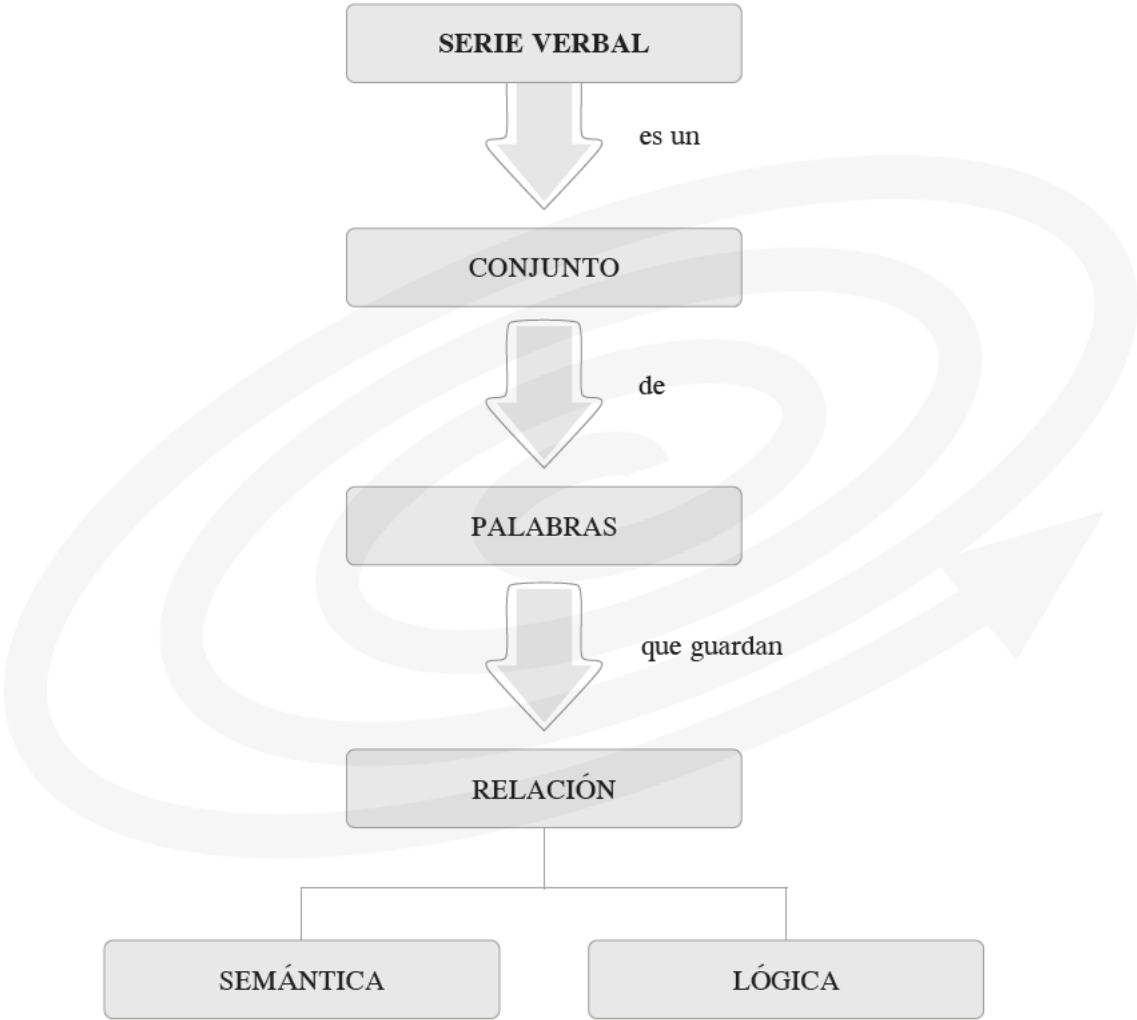 SERIE VERBAL
es un
CONJUNTO
de
PALABRAS
que guardan
RELACIÓN
SEMÁNTICA
LÓGICA